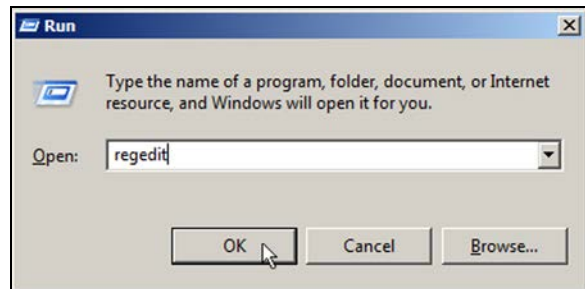 Run
Type the name of a program, folder, document, or Internet
resource, and Windows will open it for you.
Open: regedit
OK Cancel Browse...